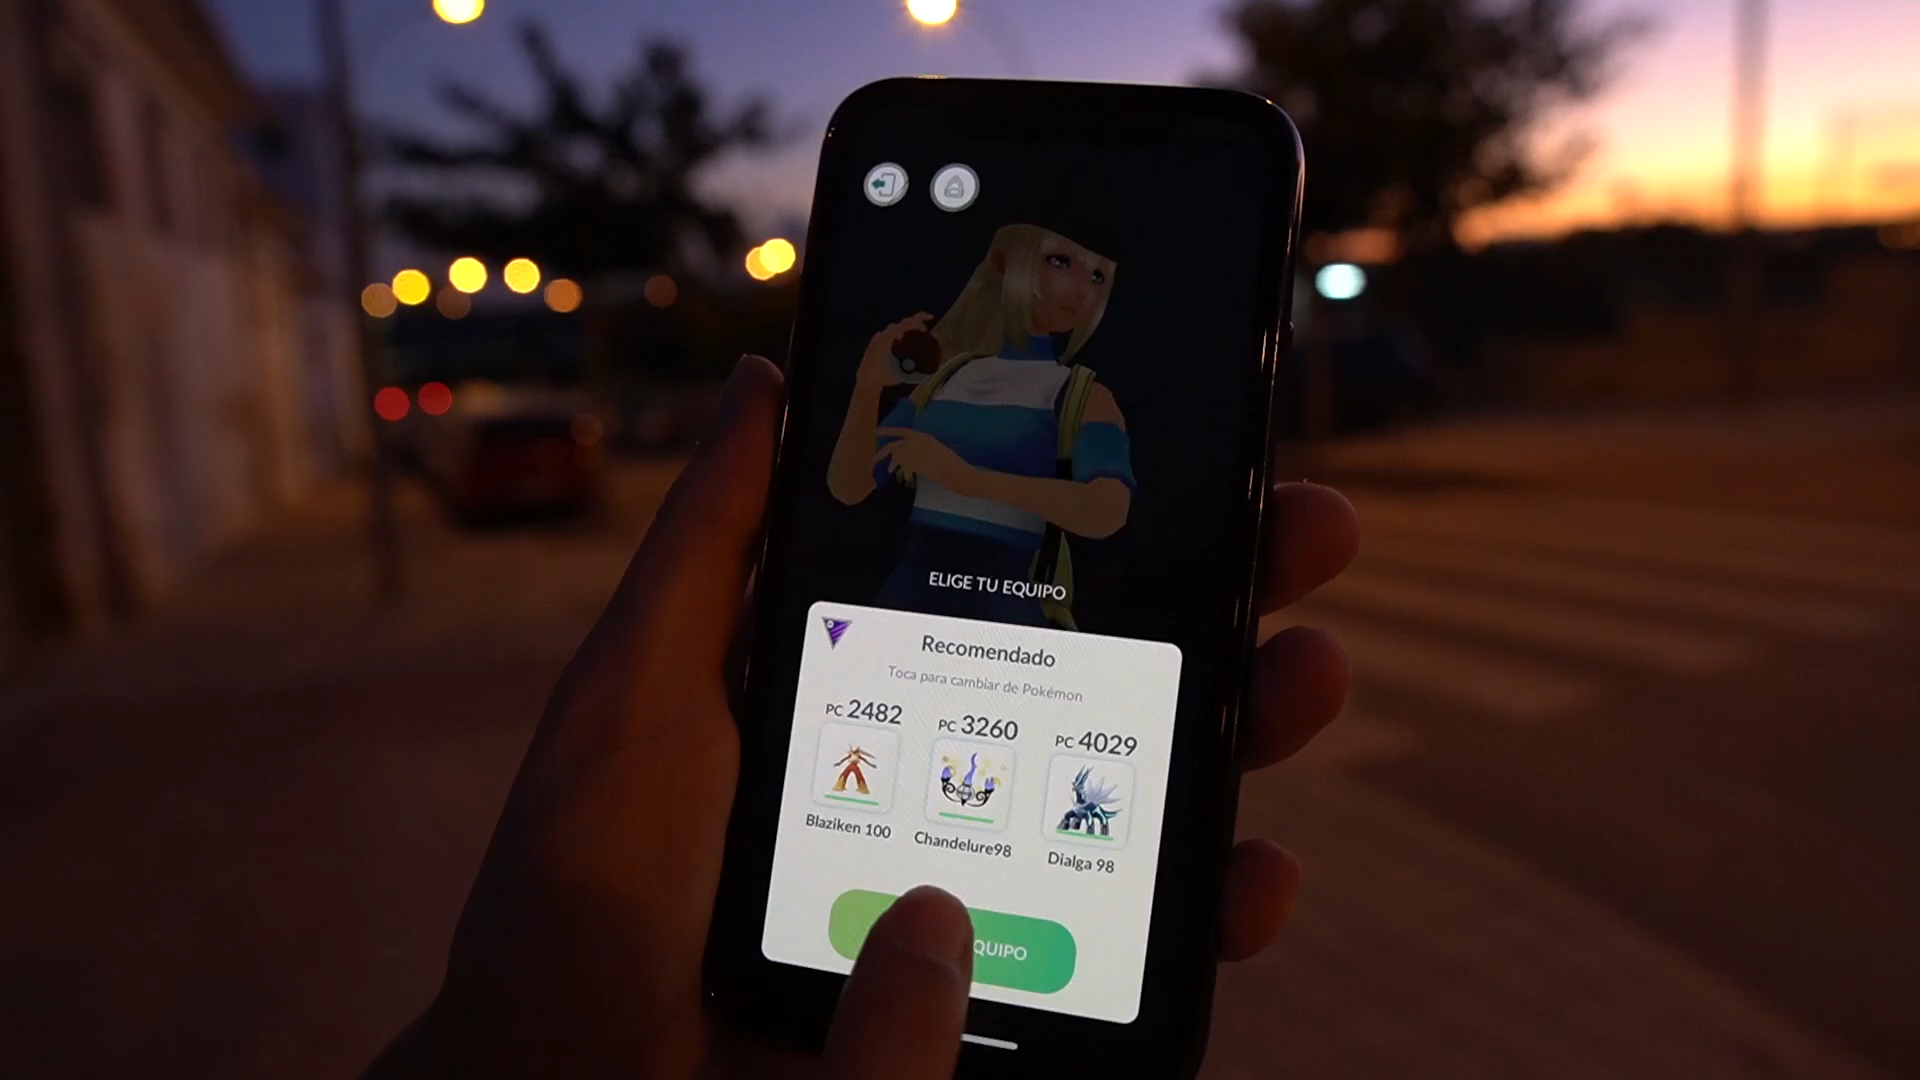 ELIGE TU EQUIPO
Recomendado
Toca para cambiar de Pokémon
PC 2482 PC 3260 PC 4029
Blaziken 100 Chandelure98 Dialga 98